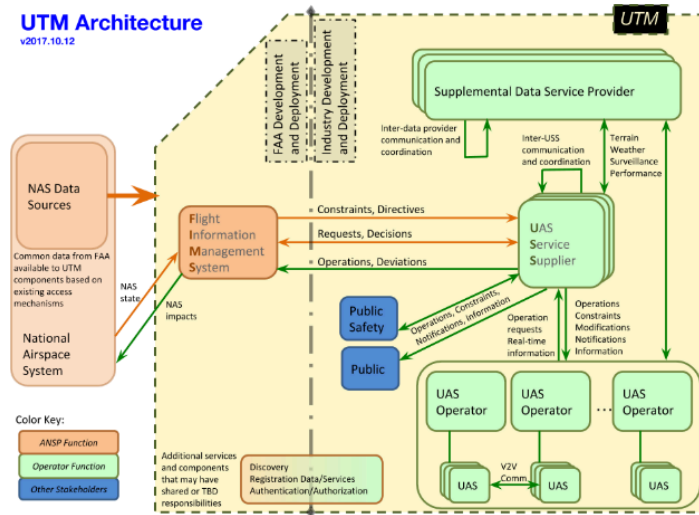 UTM Architecture
v2017.10.12
UTM
FAA Development
and Deployment
Industry Development
and Deployment
Supplemental Data Service Provider
Inter-data provider
communication and
coordination
Inter-USS
communication
and coordination
Terrain
Weather
Surveillance
Performance
NAS Data
Sources
Common data from FAA
available to UTM
components based on
existing access
mechanisms
National
Airspace
System
NAS
state
NAS
impacts
Flight
Information
Management
System
Constraints, Directives
Requests, Decisions
Operations, Deviations
UAS
Service
Supplier
Public
Safety
Public
Operations, Constraints,
Notifications, Information
Operation
requests
Real-time
information
Operations
Constraints
Modifications
Notifications
Information
UAS
Operator
UAS
Operator
...
UAS
Operator
UAS
V2V
Comm.
UAS
UAS
Color Key:
ANSP Function
Operator Function
Other Stakeholders
Additional services
and components
that may have
shared or TBD
responsibilities
Discovery
Registration Data/Services
Authentication/Authorization